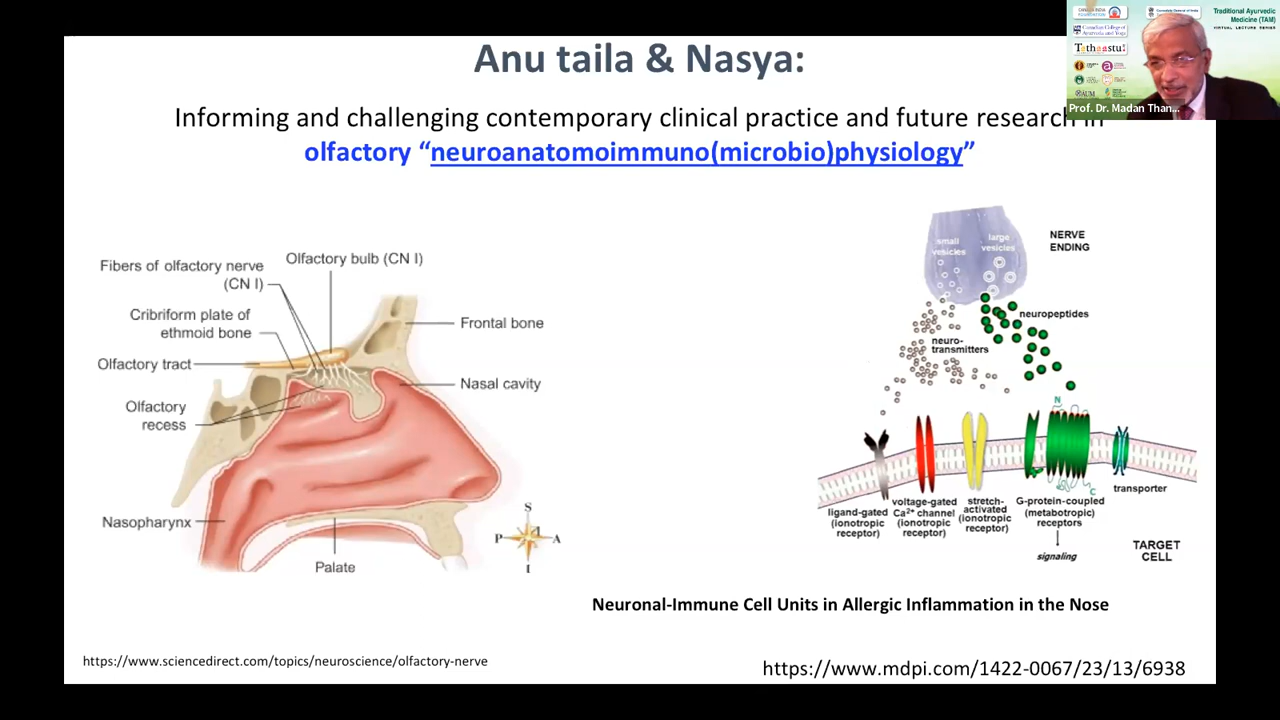 Anu taila & Nasya:
Informing and challenging contemporary clinical practice and future research in
olfactory “neuroanatomoimmuno(microbio)physiology”
Traditional Ayurvedic
Medicine (TAM)
VIRTUAL LECTURE SERIES
Tathaastu!
Prof. Dr. Madan Than...
Fibers of olfactory nerve
(CN I)
Olfactory bulb (CN I)
Cribriform plate of
ethmoid bone
Frontal bone
Olfactory tract
Nasal cavity
Olfactory
recess
Nasopharynx
Palate
S
P
A
I
small
vesicles
large
vesicles
NERVE
ENDING
neuropeptides
neuro-
transmitters
N
C
ligand-gated
(ionotropic
receptor)
voltage-gated
Ca2+ channel
(ionotropic
receptor)
stretch-
activated
(ionotropic
receptor)
G-protein-coupled
(metabotropic)
receptors
signaling
transporter
TARGET
CELL
Neuronal-Immune Cell Units in Allergic Inflammation in the Nose
https://www.sciencedirect.com/topics/neuroscience/olfactory-nerve
https://www.mdpi.com/1422-0067/23/13/6938